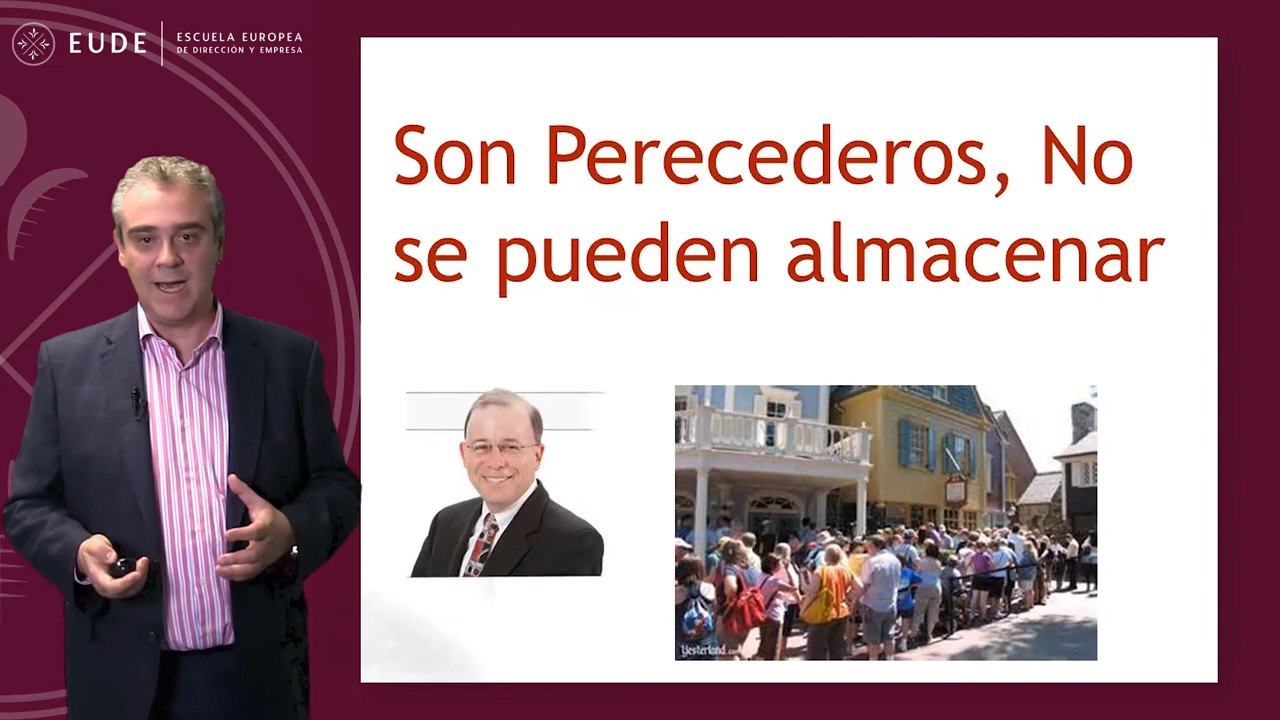 EUDE
ESCUELA EUROPEA
DE DIRECCIÓN Y EMPRESA
Son Perecederos, No
se pueden almacenar
Yesterland.com